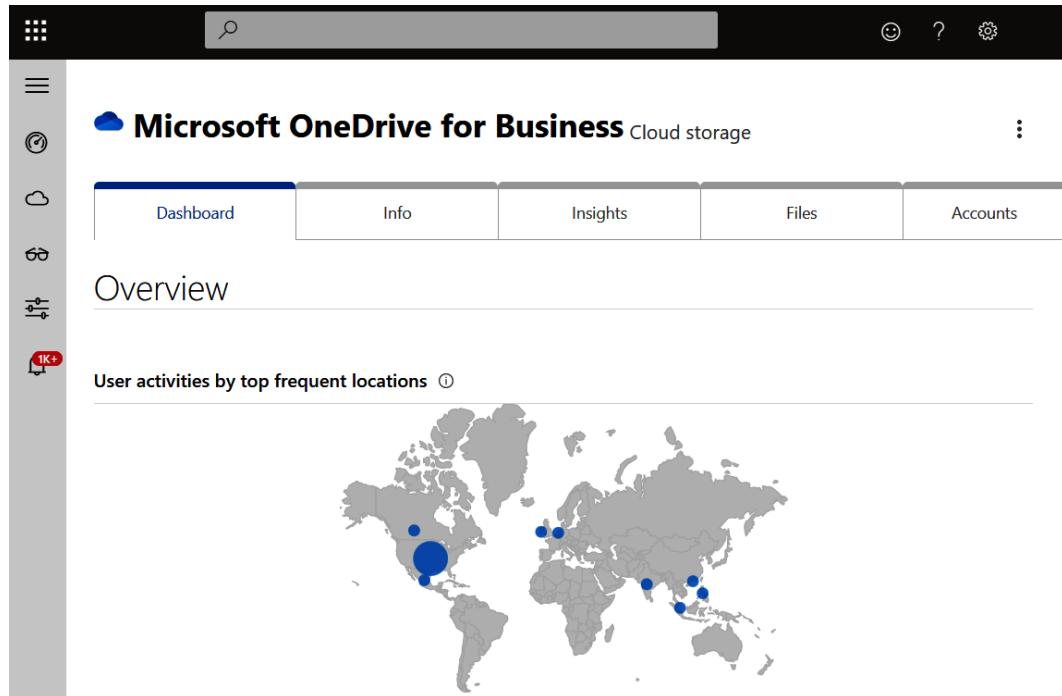 Microsoft OneDrive for Business Cloud storage
Dashboard
Info
Insights
Files
Accounts
Overview
1K+
User activities by top frequent locations